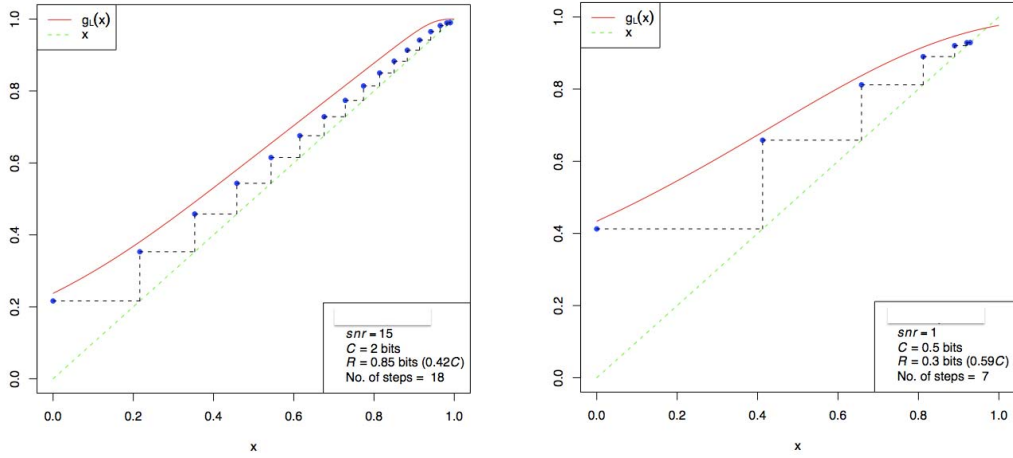 g_L(x)
x
snr = 15
C = 2 bits
R = 0.85 bits (0.42C)
No. of steps = 18
0.0 0.2 0.4 0.6 0.8 1.0
0.0 0.2 0.4 0.6 0.8 1.0
x
g_L(x)
x
snr = 1
C = 0.5 bits
R = 0.3 bits (0.59C)
No. of steps = 7
0.0 0.2 0.4 0.6 0.8 1.0
0.0 0.2 0.4 0.6 0.8 1.0
x